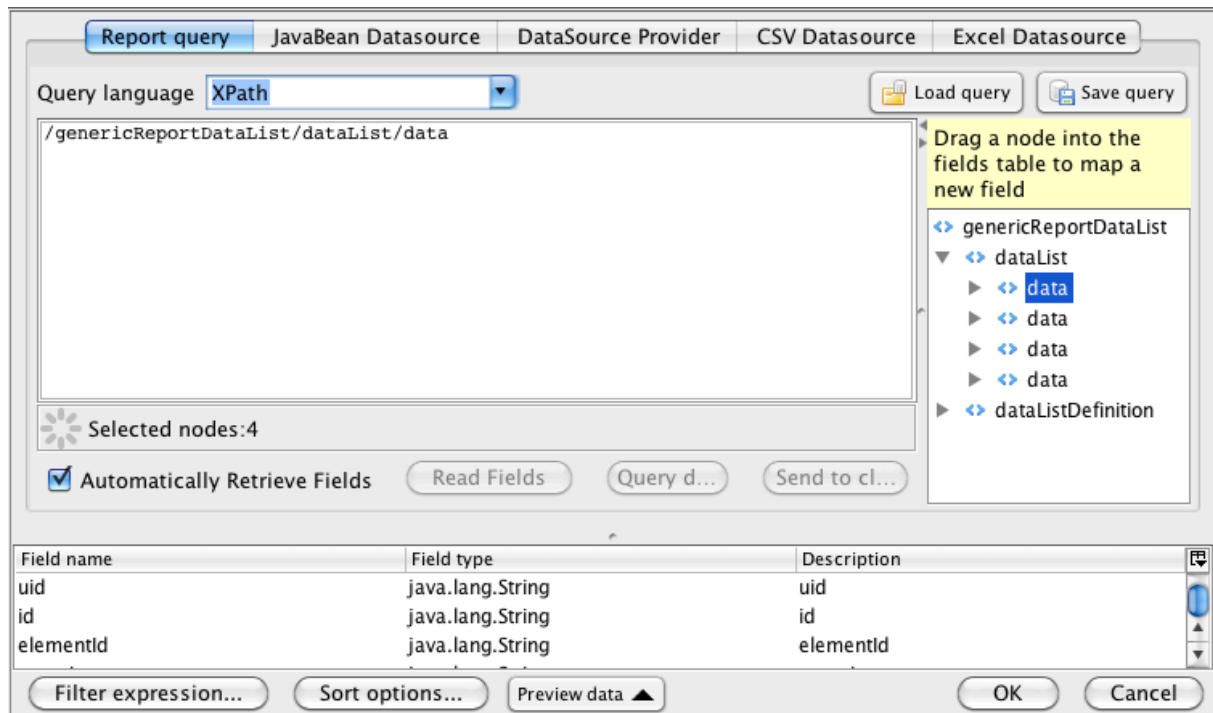 Report query JavaBean Datasource DataSource Provider CSV Datasource Excel Datasource
Query language XPath Load query Save query
/genericReportDataList/dataList/data
Drag a node into the
fields table to map a
new field
genericReportDataList
dataList
data
data
data
data
dataListDefinition
Selected nodes:4
Automatically Retrieve Fields Read Fields Query d... Send to cl...
Field name Field type Description
uid java.lang.String uid
id java.lang.String id
elementId java.lang.String elementId
Filter expression... Sort options... Preview data OK Cancel